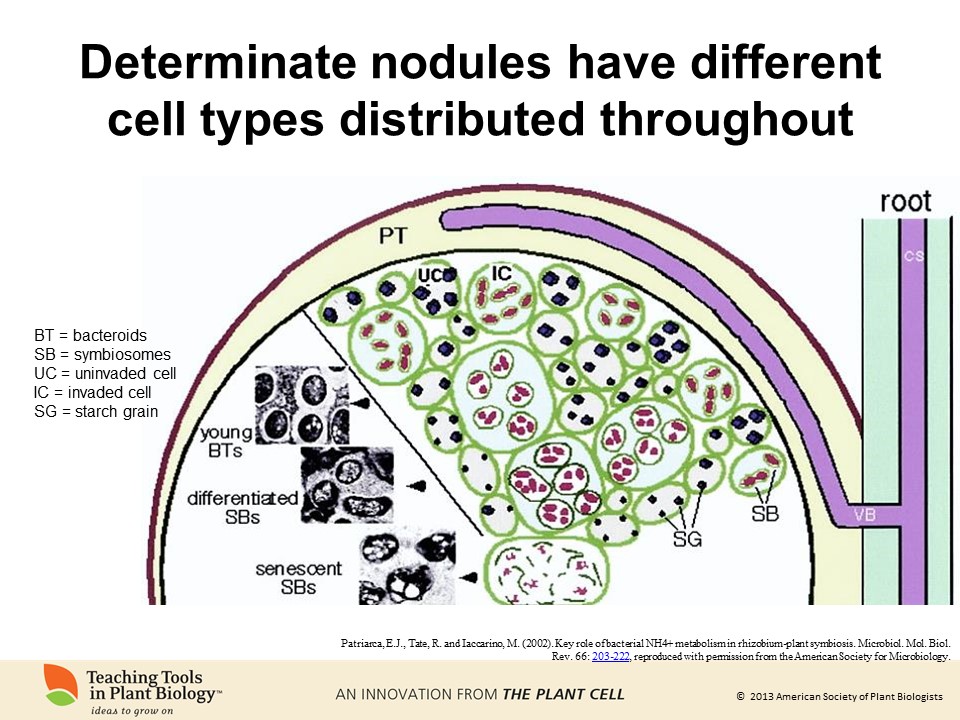 Determinate nodules have different
cell types distributed throughout
root
PT
CS
UC
IC
BT = bacteroids
SB = symbiosomes
UC = uninvaded cell
IC = invaded cell
SG = starch grain
young
BTs
differentiated
SBs
SB
VB
SG
senescent
SBs
Patriarca, E.J., Tate, R. and Iaccarino, M. (2002). Key role of bacterial NH4+ metabolism in rhizobium-plant symbiosis. Microbiol. Mol. Biol.
Rev. 66: 203-222, reproduced with permission from the American Society for Microbiology.
Teaching Tools
in Plant Biology™
ideas to grow on
AN INNOVATION FROM THE PLANT CELL
© 2013 American Society of Plant Biologists